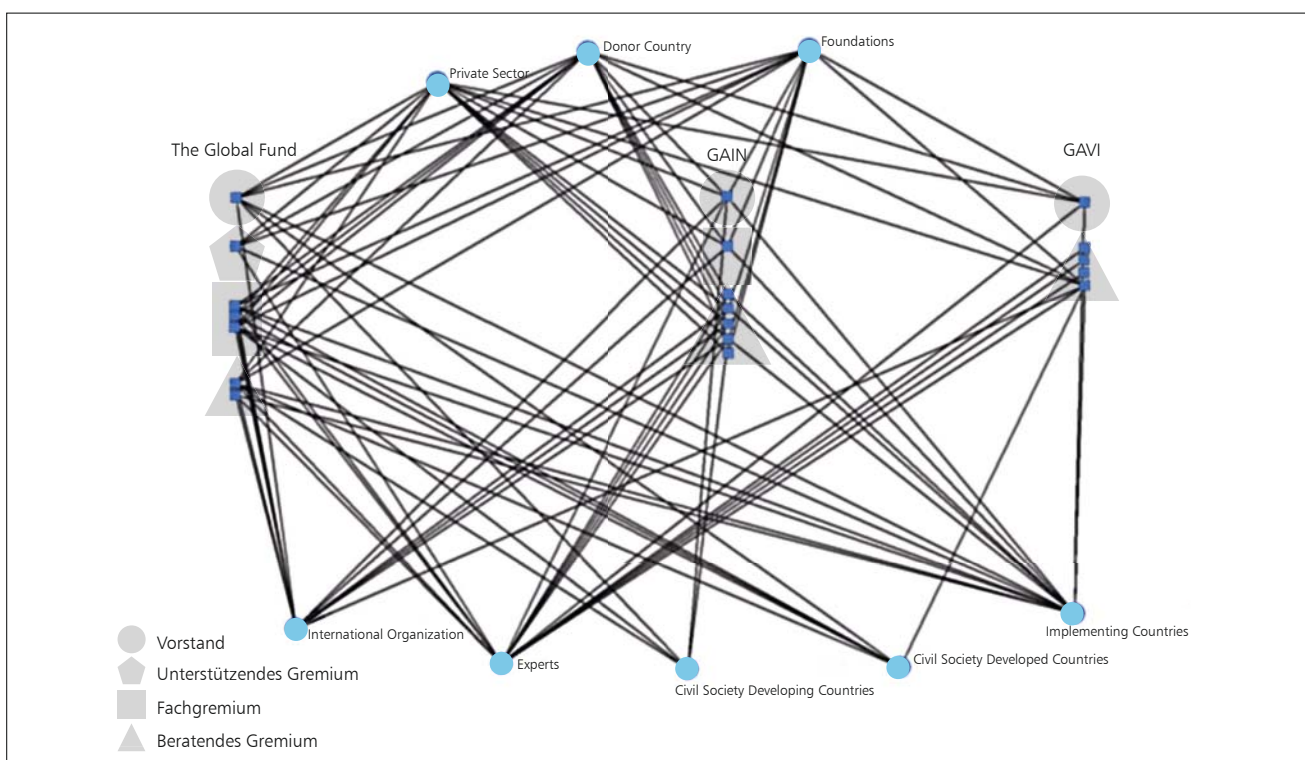 Donor Country
Foundations
Private Sector
The Global Fund
GAIN
GAVI
International Organization
Experts
Civil Society Developing Countries
Civil Society Developed Countries
Implementing Countries
Vorstand
Unterstützendes Gremium
Fachgremium
Beratendes Gremium